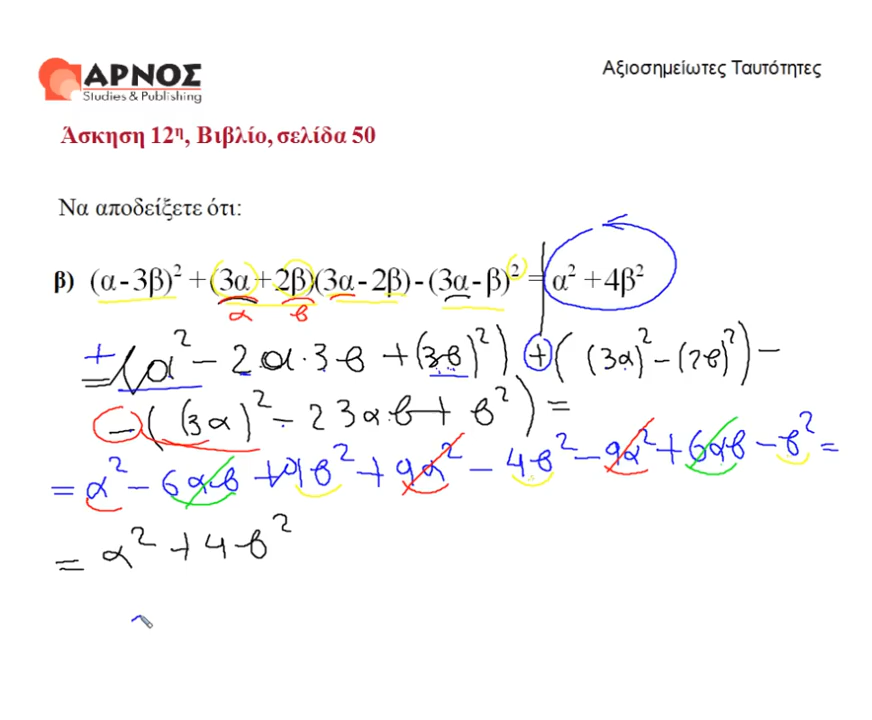 ΑΡΝΟΣ
Studies & Publishing
Αξιοσημείωτες Ταυτότητες
Άσκηση 12η, Βιβλίο, σελίδα 50
Να αποδείξετε ότι:
β) (α - 3β)² + (3α + 2β)(3α - 2β) - (3α - β)² = α² + 4β²
α β
+
= (α² - 2α·3β + (3β)²) + ((3α)² - (2β)²) -
- ((3α)² - 23αβ + β²) =
= α² - 6αβ + 9β² + 9α² - 4β² - 9α² + 6αβ - β² =
= α² + 4β²